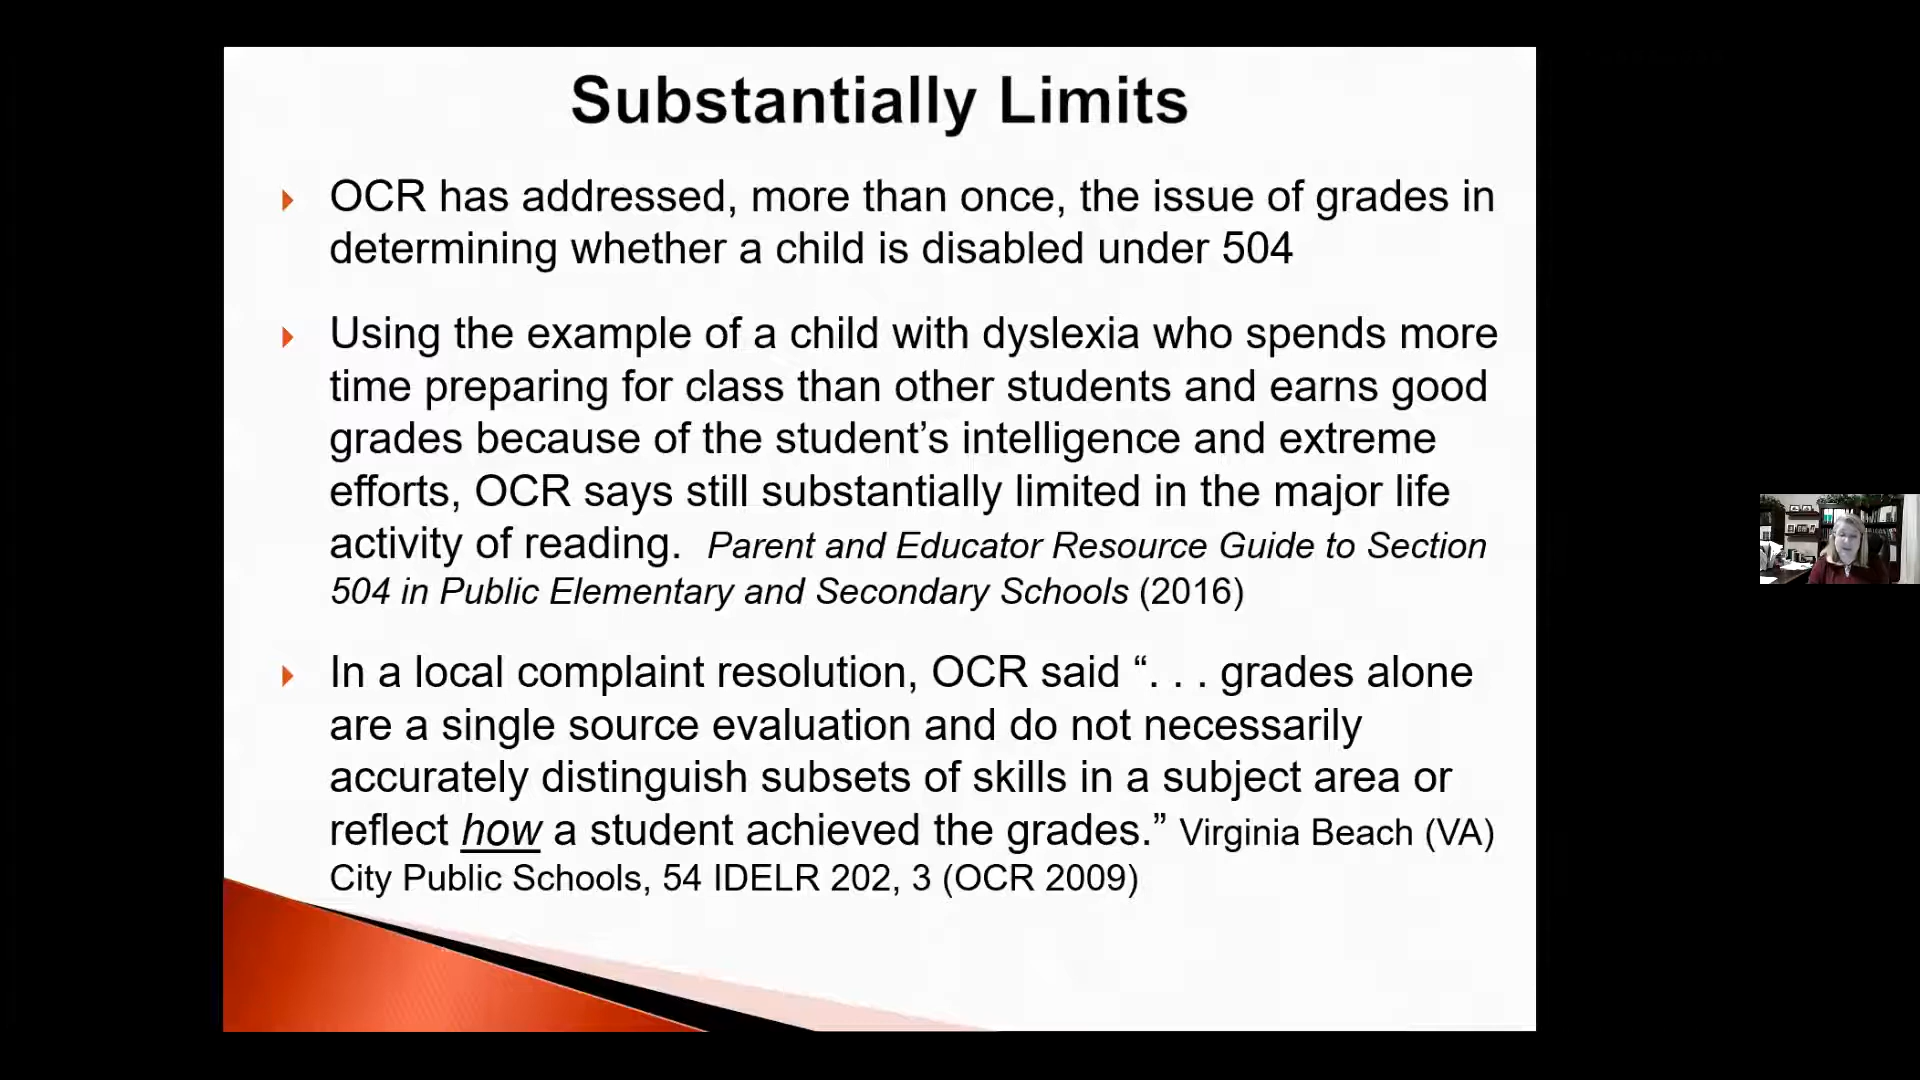 Substantially Limits
OCR has addressed, more than once, the issue of grades in
determining whether a child is disabled under 504
Using the example of a child with dyslexia who spends more
time preparing for class than other students and earns good
grades because of the student’s intelligence and extreme
efforts, OCR says still substantially limited in the major life
activity of reading. Parent and Educator Resource Guide to Section
504 in Public Elementary and Secondary Schools (2016)
In a local complaint resolution, OCR said “. . . grades alone
are a single source evaluation and do not necessarily
accurately distinguish subsets of skills in a subject area or
reflect how a student achieved the grades.” Virginia Beach (VA)
City Public Schools, 54 IDELR 202, 3 (OCR 2009)